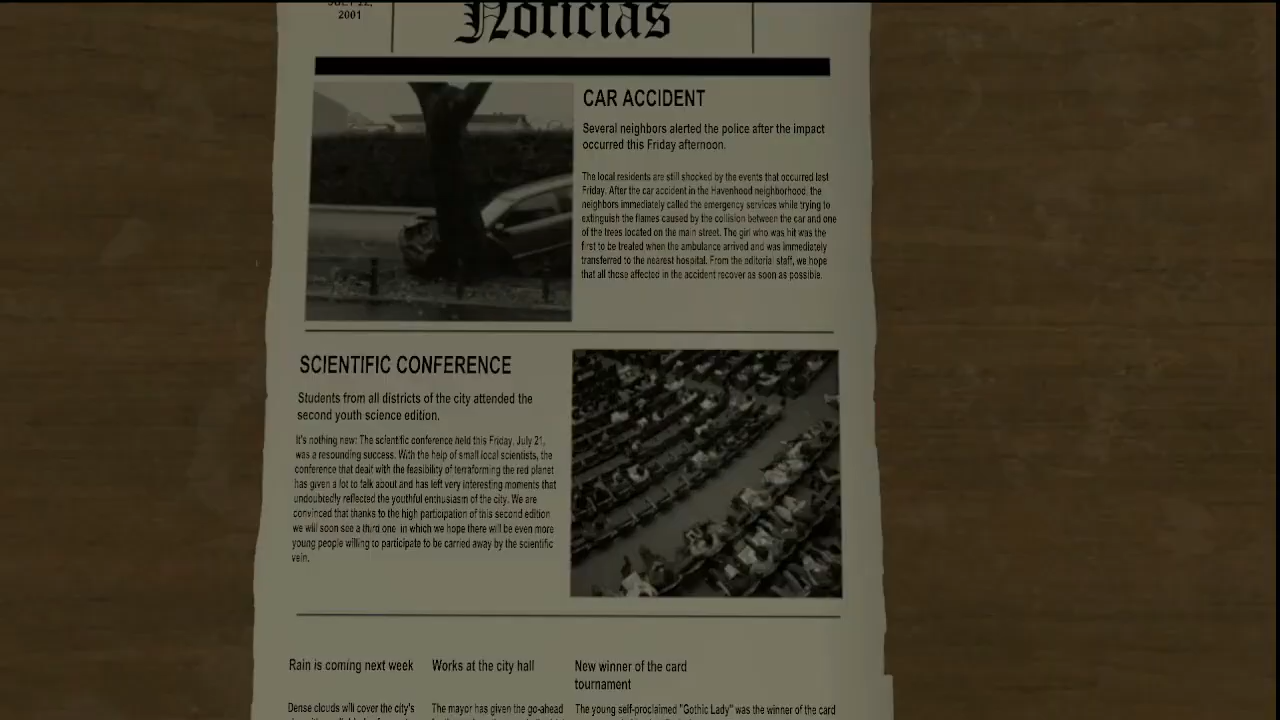 JULY 22,
2001
Noticias
CAR ACCIDENT
Several neighbors alerted the police after the impact
occurred this Friday afternoon.
The local residents are still shocked by the events that occurred last
Friday. After the car accident in the Havenhood neighborhood, the
neighbors immediately called the emergency services while trying to
extinguish the flames caused by the collision between the car and one
of the trees located on the main street. The girl who was hit was the
first to be treated when the ambulance arrived and was immediately
transferred to the nearest hospital. From the editorial staff, we hope
that all those affected in the accident recover as soon as possible.
SCIENTIFIC CONFERENCE
Students from all districts of the city attended the
second youth science edition.
It's nothing new: The scientific conference held this Friday, July 21,
was a resounding success. With the help of small local scientists, the
conference that dealt with the feasibility of terraforming the red planet
has given a lot to talk about and has left very interesting moments that
undoubtedly reflected the youthful enthusiasm of the city. We are
convinced that thanks to the high participation of this second edition
we will soon see a third one, in which we hope there will be even more
young people willing to participate to be carried away by the scientific
vein.
Rain is coming next week
Dense clouds will cover the city's
Works at the city hall
The mayor has given the go-ahead
New winner of the card
tournament
The young self-proclaimed "Gothic Lady" was the winner of the card